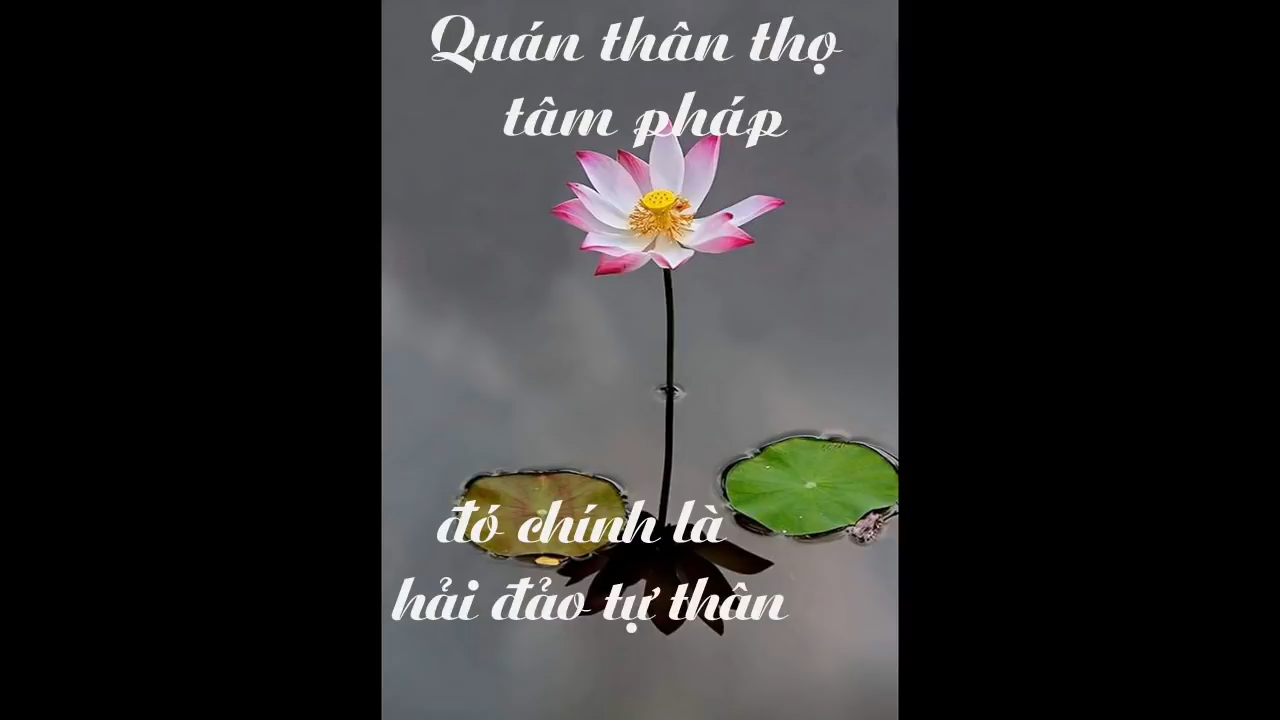 Quán thân thọ
tâm pháp
đó chính là
hải đảo tự thân